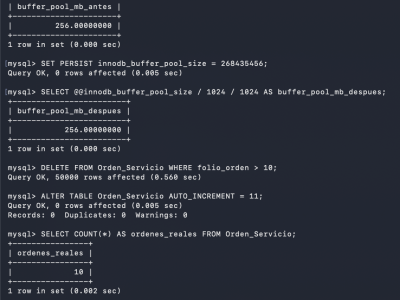 | buffer_pool_mb_antes |
+----------------------+
|         256.00000000 |
+----------------------+
1 row in set (0.000 sec)
mysql> SET PERSIST innodb_buffer_pool_size = 268435456;
Query OK, 0 rows affected (0.005 sec)
mysql> SELECT @@innodb_buffer_pool_size / 1024 / 1024 AS buffer_pool_mb_despues;
+------------------------+
| buffer_pool_mb_despues |
+------------------------+
|           256.00000000 |
+------------------------+
1 row in set (0.000 sec)
mysql> DELETE FROM Orden_Servicio WHERE folio_orden > 10;
Query OK, 50000 rows affected (0.560 sec)
mysql> ALTER TABLE Orden_Servicio AUTO_INCREMENT = 11;
Query OK, 0 rows affected (0.005 sec)
Records: 0  Duplicates: 0  Warnings: 0
mysql> SELECT COUNT(*) AS ordenes_reales FROM Orden_Servicio;
+----------------+
| ordenes_reales |
+----------------+
|             10 |
+----------------+
1 row in set (0.002 sec)